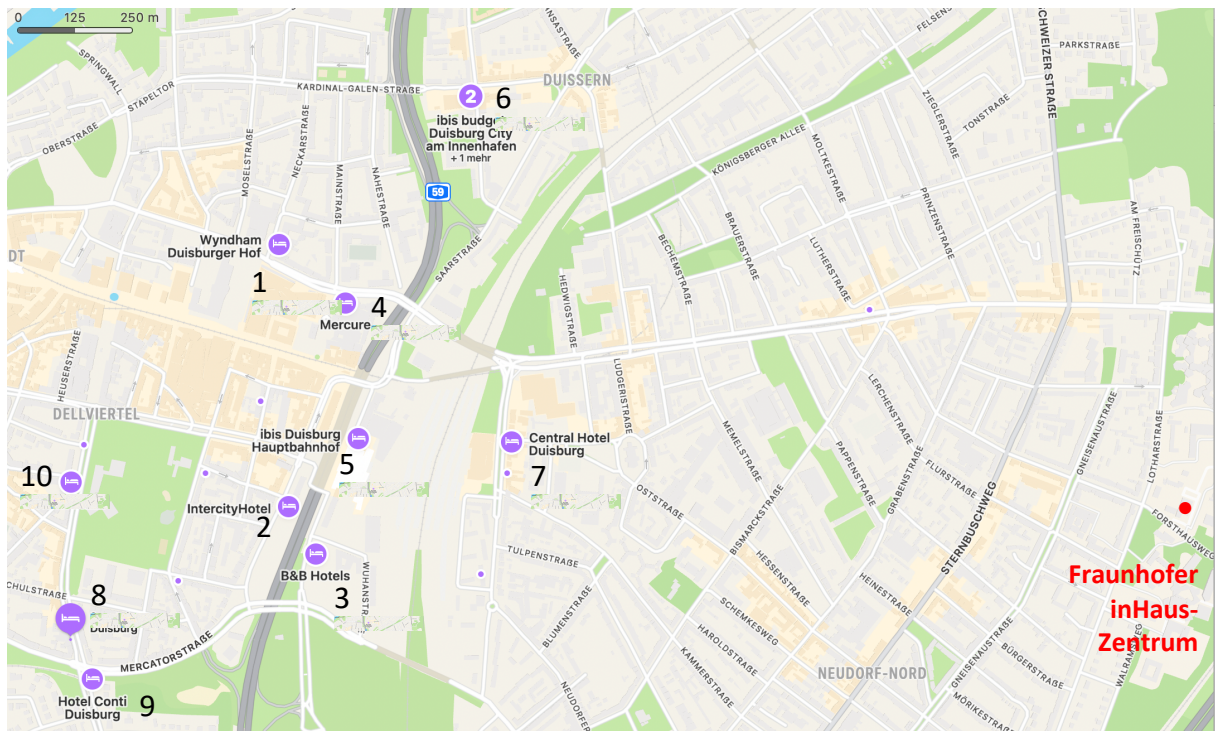 0 125 250 m
SPRINGWALL
STAPELTOR
OBERSTRAßE
KARDINAL-GALEN-STRAßE
DUISSERN
PARKSTRAßE
SCHWEIZER STRAßE
ZIEGLERSTRAßE
TONSTRAßE
2
6
ibis budget
Duisburg City
am Innenhafen
+ 1 mehr
MOSELSTRAßE
NECKARSTRAßE
MAINSTRAßE
NAHESTRAßE
59
KÖNIGSBERGER ALLEE
MOLTKESTRAßE
PRINZENSTRAßE
AM FREISCHÜTZ
Wyndham
Duisburger Hof
1
SAARSTRAßE
BECHEMSTRAßE
BRAUERSTRAßE
LUTHERSTRAßE
HEDWIGSTRAßE
4
Mercure
HEUSERSTRAßE
LUDGERISTRAßE
DELLVIERTEL
ibis Duisburg
Hauptbahnhof
5
Central Hotel
Duisburg
7
MEMELSTRAßE
PAPPENSTRAßE
LERCHENSTRAßE
GRABENSTRAßE
FLURSTRAßE
GNEISENAUSTRAßE
LOTHARSTRAßE
10
IntercityHotel
2
OSTSTRAßE
BISMARCKSTRAßE
STERNBUSCHWEG
FORSTHAUSWEG
B&B Hotels
3
WUHANSTR.
TULPENSTRAßE
HESSENSTRAßE
HEINESTRAßE
Fraunhofer
inHaus-
Zentrum
8
Duisburg
BLUMENSTRAßE
SCHEMKESWEG
HAROLDSTRAßE
KAMMERSTRAßE
GNEISENAUSTRAßE
BÜRGERSTRAßE
MERCATORSTRAßE
NEUDORF-NORD
MÖRIKESTRAßE
Hotel Conti
Duisburg
9
NEUDORFER